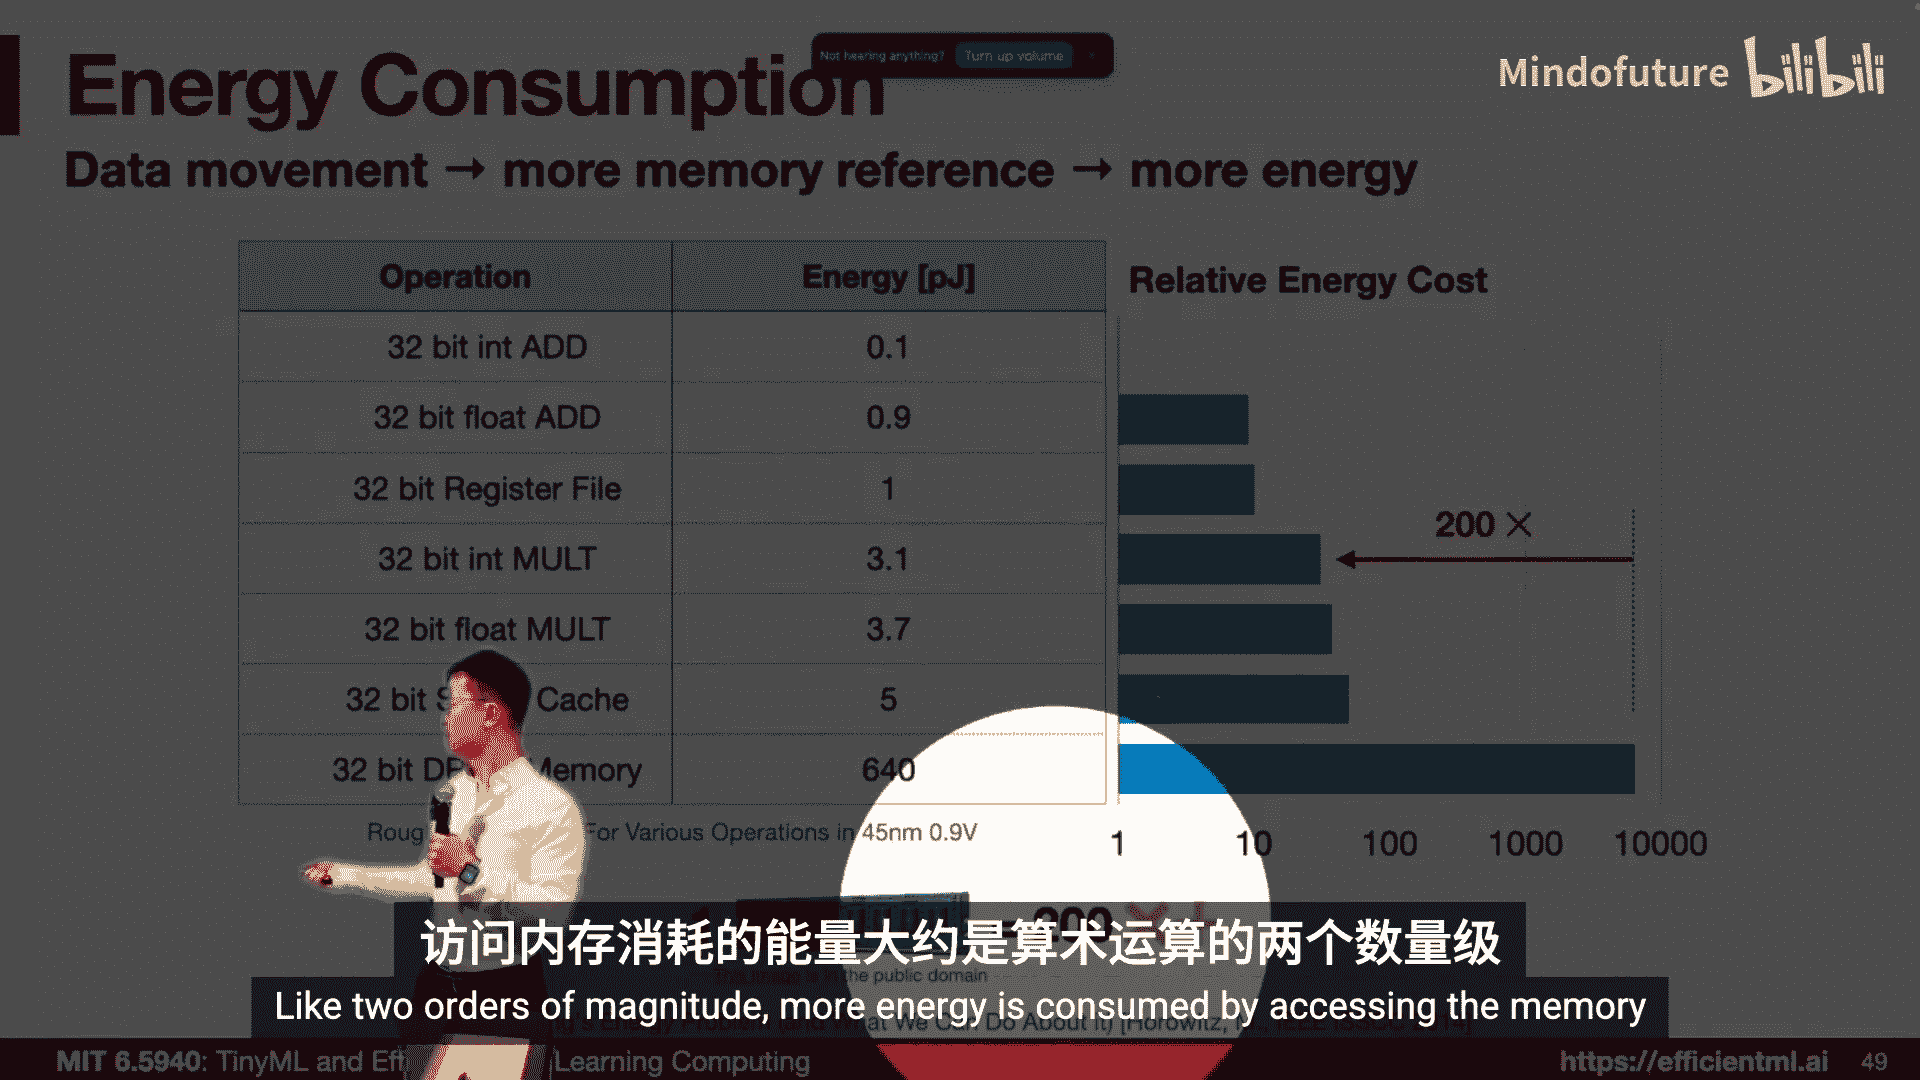 Not hearing anything? Turn up volume
Mindofuture bilibili
Energy Consumption
Data movement → more memory reference → more energy
Operation Energy [pJ] Relative Energy Cost
32 bit int ADD 0.1
32 bit float ADD 0.9
32 bit Register File 1
200 ×
32 bit int MULT 3.1
32 bit float MULT 3.7
32 bit Cache 5
32 bit Memory 640
For Various Operations in 45nm 0.9V
1 10 100 1000 10000
200
访问内存消耗的能量大约是算术运算的两个数量级
the public domain
Like two orders of magnitude, more energy is consumed by accessing the memory
MIT 6.5940: TinyML and Learning Computing https://efficientml.ai 49